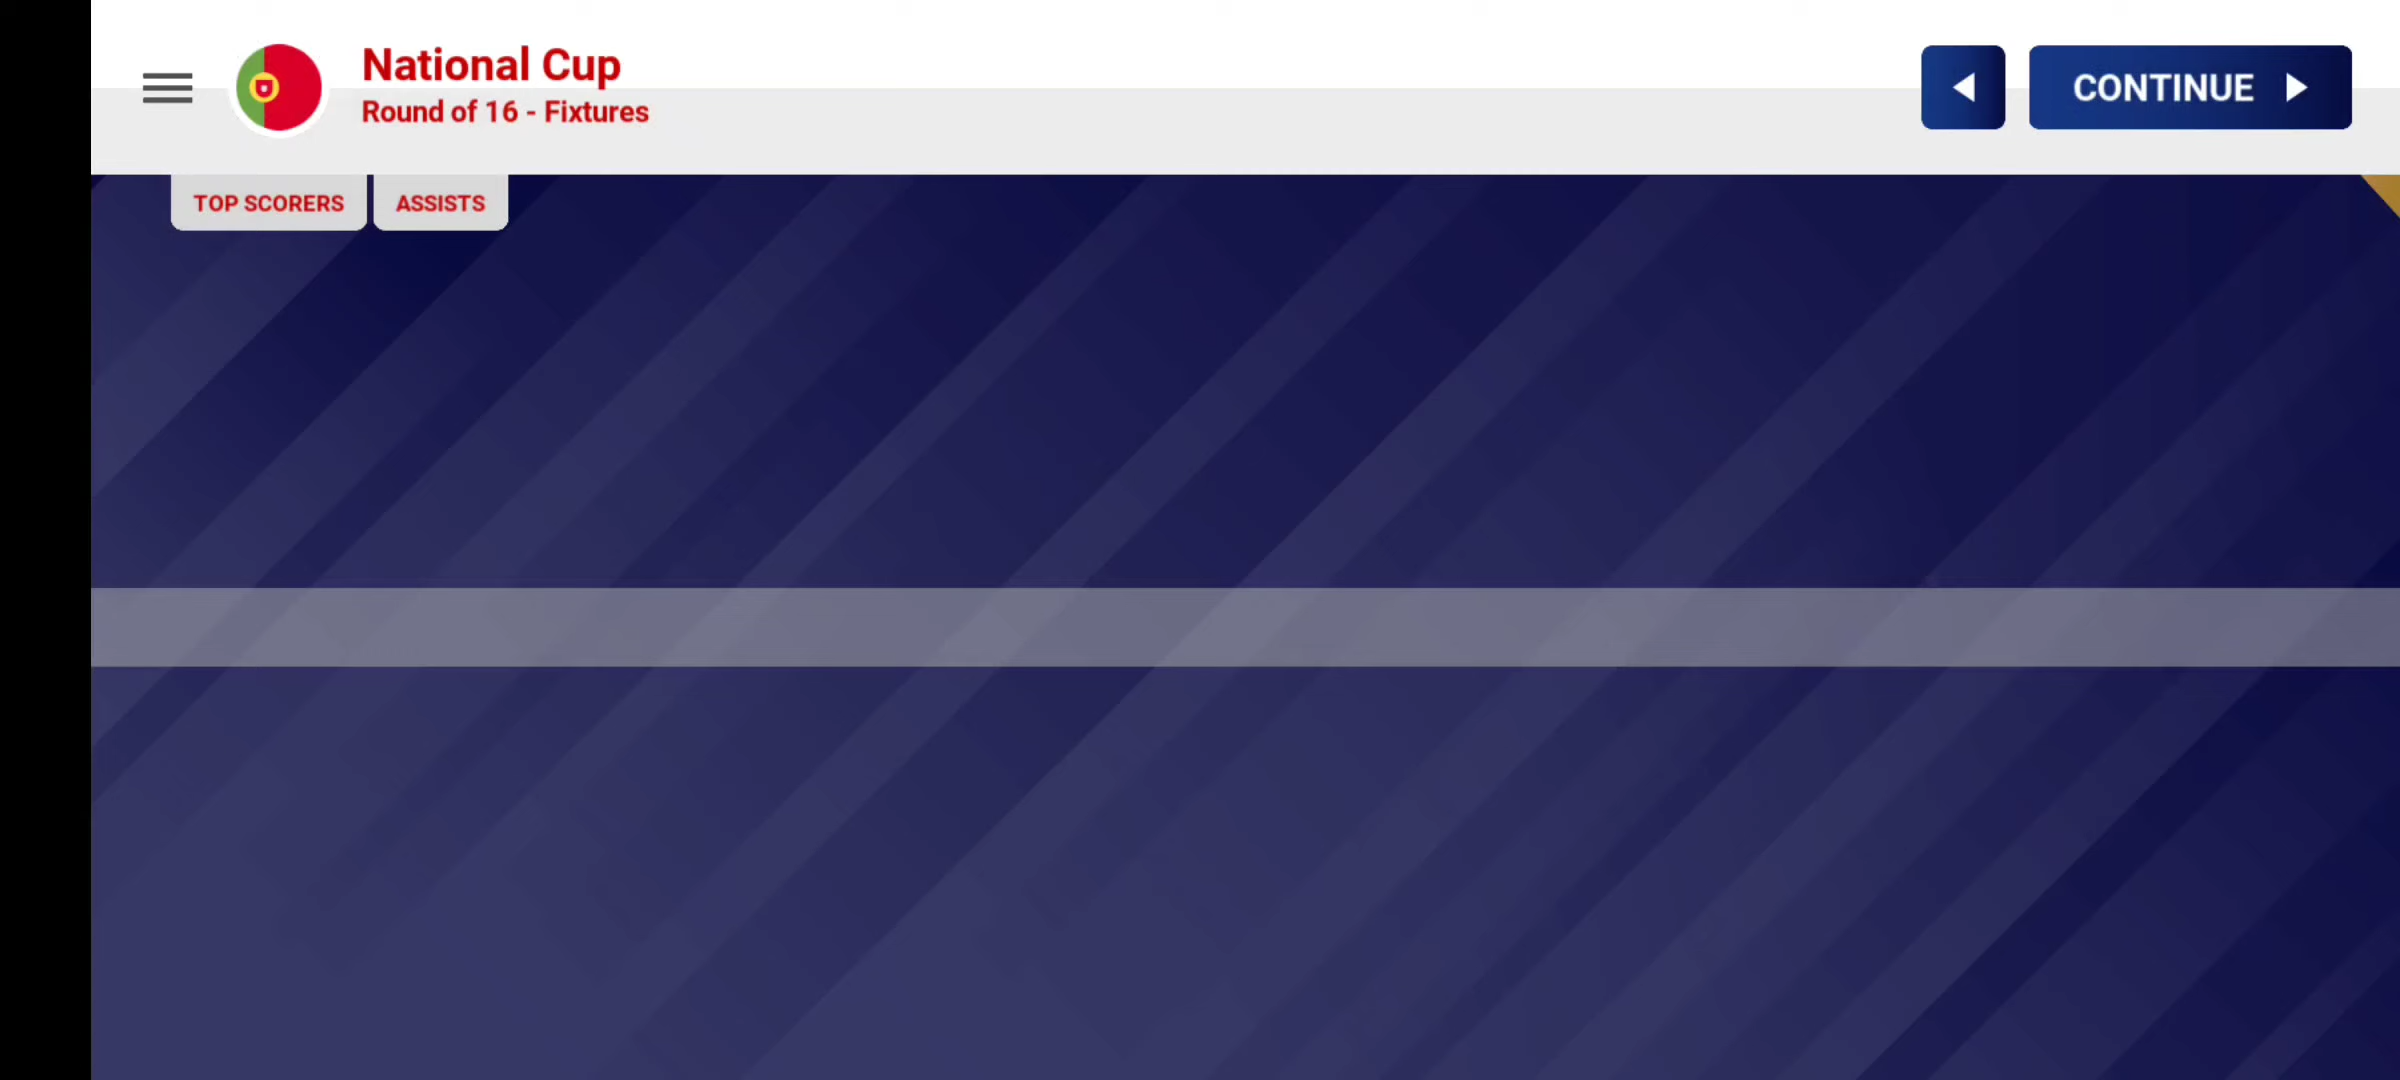 National Cup
Round of 16 - Fixtures
CONTINUE
TOP SCORERS
ASSISTS